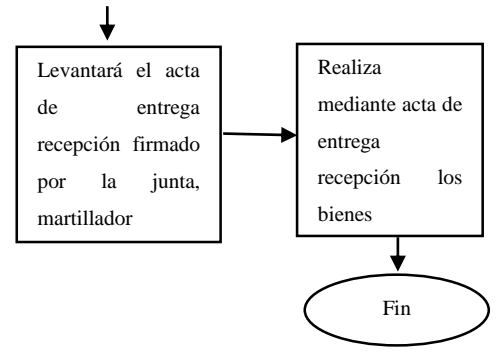 Levantará el acta
de entrega
recepción firmado
por la junta,
martillador
Realiza
mediante acta de
entrega
recepción los
bienes
Fin